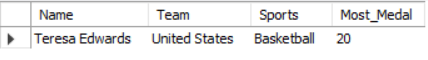 Name Team Sports Most_Medal
Teresa Edwards United States Basketball 20